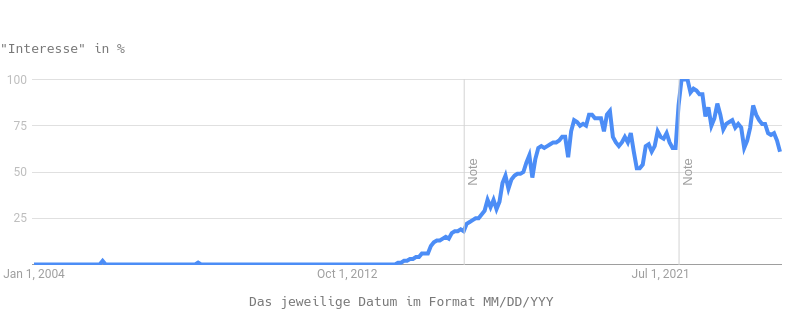 "Interesse" in %
100
75
50
25
Note
Note
Jan 1, 2004
Oct 1, 2012
Jul 1, 2021
Das jeweilige Datum im Format MM/DD/YYY